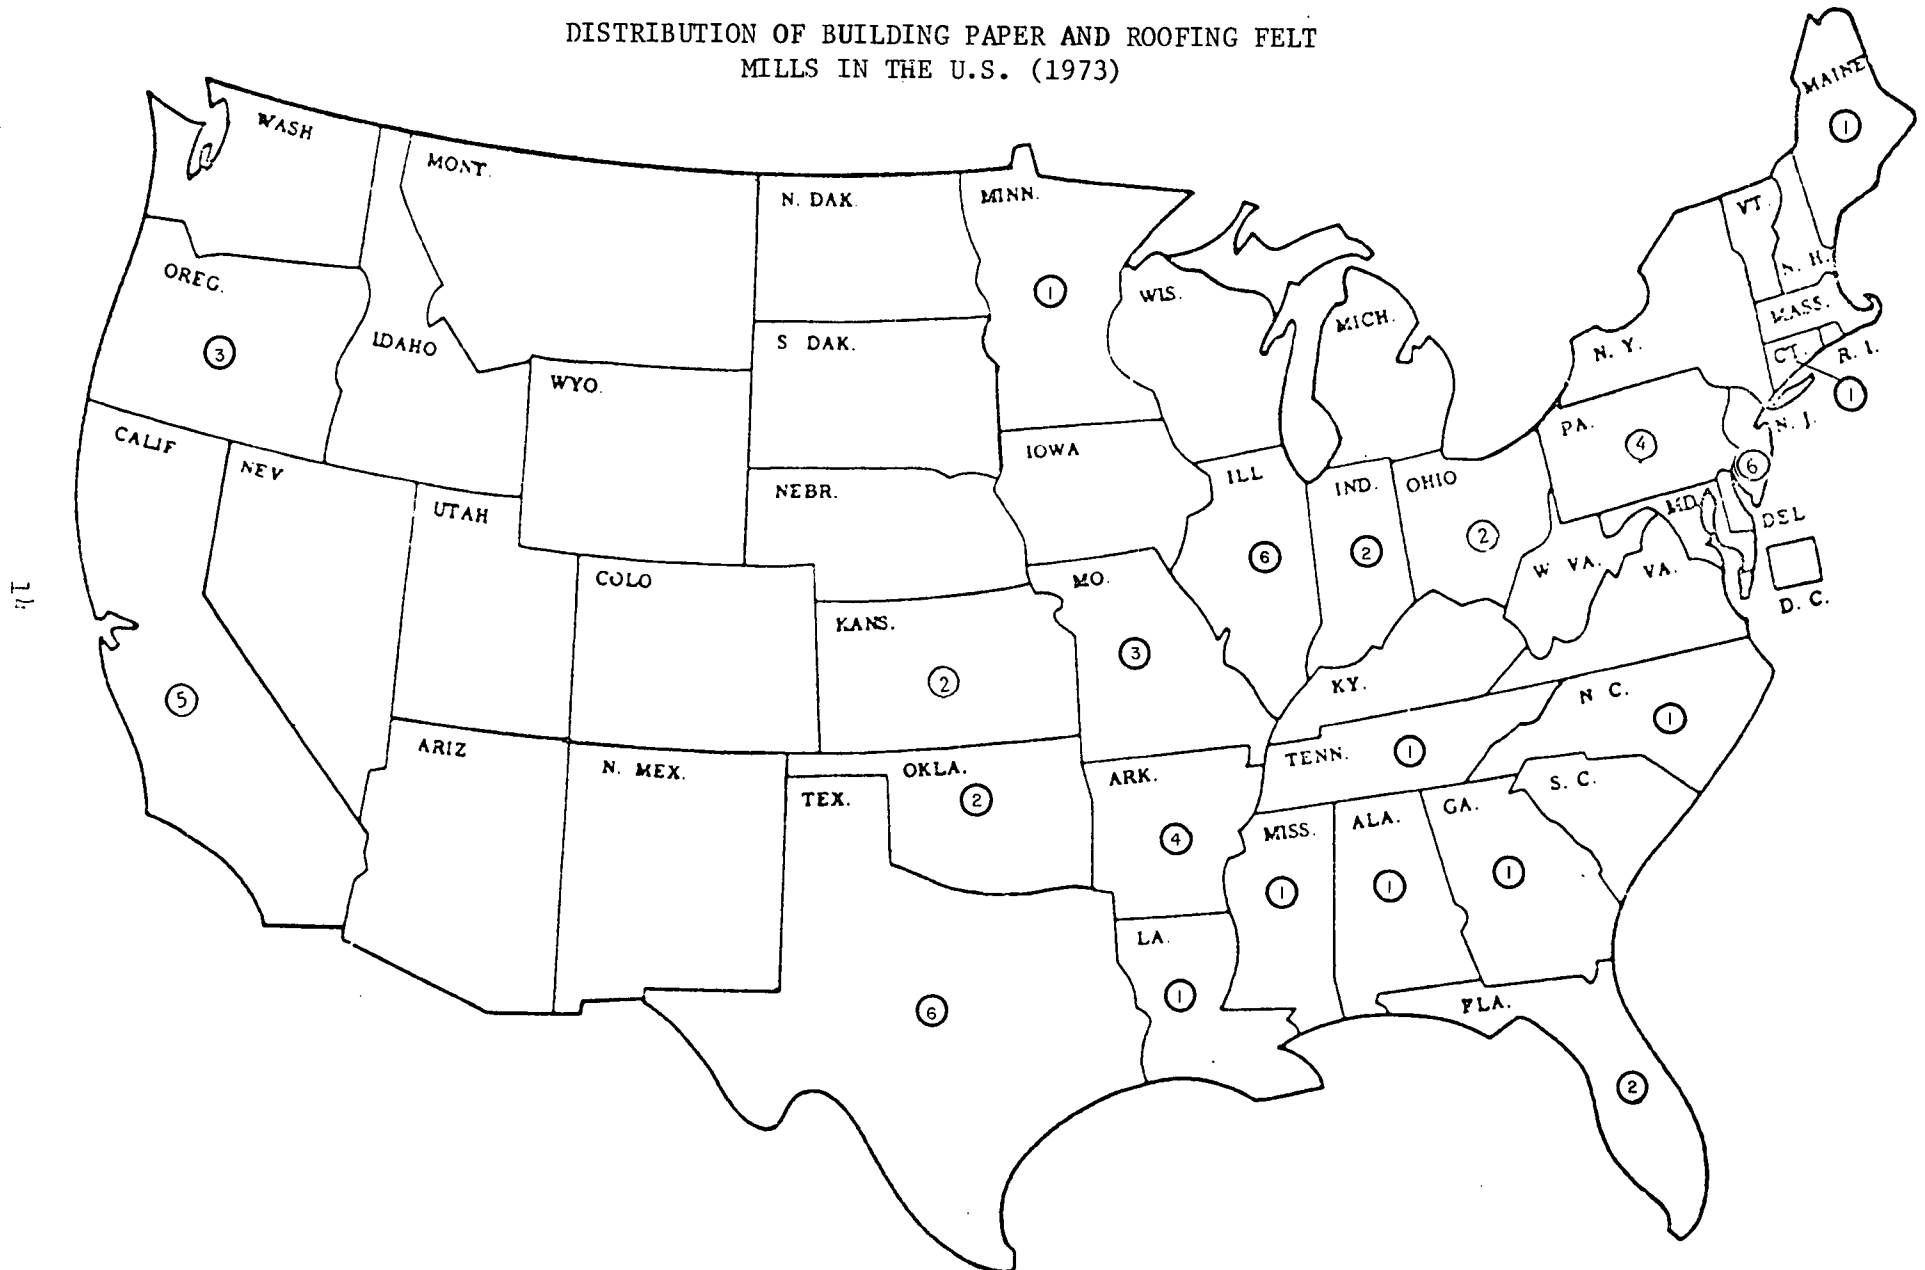 DISTRIBUTION OF BUILDING PAPER AND ROOFING FELT
MILLS IN THE U.S. (1973)
MAINE
1
WASH
MONT.
N. DAK.
MINN.
1
VT.
N. H.
OREG.
3
IDAHO
WIS.
MICH.
MASS.
S DAK.
N. Y.
CT.
R. I.
1
WYO.
CALIF
NEV
IOWA
PA.
4
N. J.
6
UTAH
NEBR.
ILL
6
IND.
2
OHIO
2
MD.
DEL
W VA.
VA.
D. C.
COLO
MO.
3
14
KANS.
2
5
KY.
N C.
1
ARIZ
N. MEX.
OKLA.
2
TEX.
6
ARK.
4
TENN.
1
S. C.
MISS.
1
ALA.
1
GA.
1
LA.
1
FLA.
2